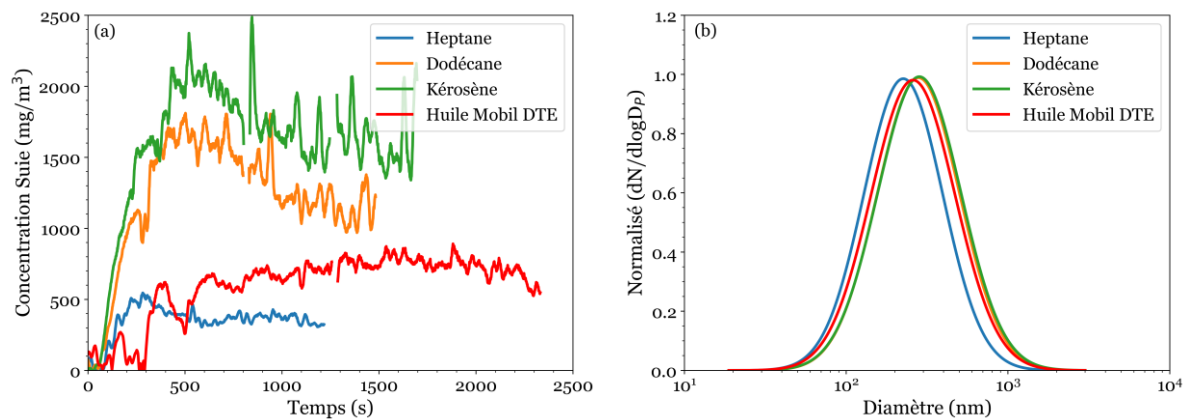 (a)
Concentration Suie (mg/m³)
2500
2000
1500
1000
500
0
0 500 1000 1500 2000 2500
Temps (s)
Heptane
Dodécane
Kérosène
Huile Mobil DTE
(b)
Normalisé (dN/dlogD_P)
1.2
1.0
0.8
0.6
0.4
0.2
0.0
10¹ 10² 10³ 10⁴
Diamètre (nm)
Heptane
Dodécane
Kérosène
Huile Mobil DTE